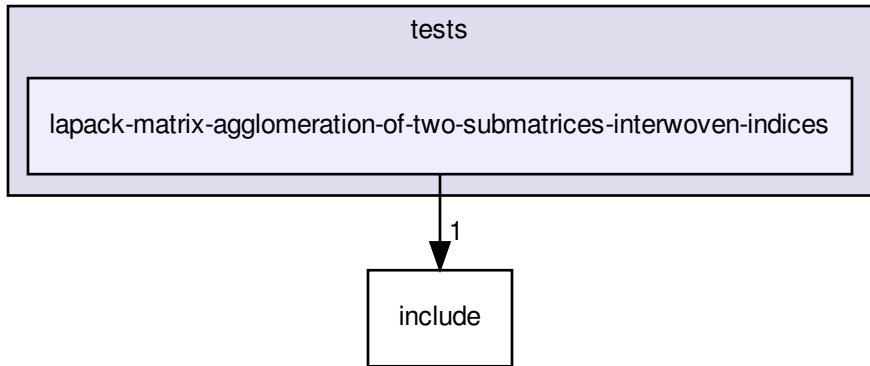 tests
lapack-matrix-agglomeration-of-two-submatrices-interwoven-indices
1
include